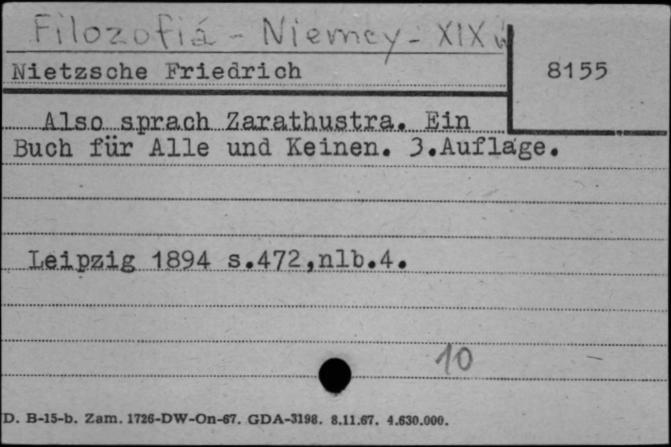 Filozofia - Niemcy - XIX w
Nietzsche Friedrich
8155
Also sprach Zarathustra. Ein
Buch für Alle und Keinen. 3.Auflage.
Leipzig 1894 s.472,nlb.4.
10
D. B-15-b. Zam. 1726-DW-On-67. GDA-3198. 8.11.67. 4.630.000.